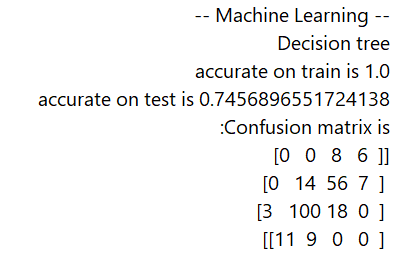 -- Machine Learning --
Decision tree
accurate on train is 1.0
accurate on test is 0.7456896551724138
:Confusion matrix is
[0 0 8 6 ]]
[0 14 56 7 ]
[3 100 18 0 ]
[[11 9 0 0 ]